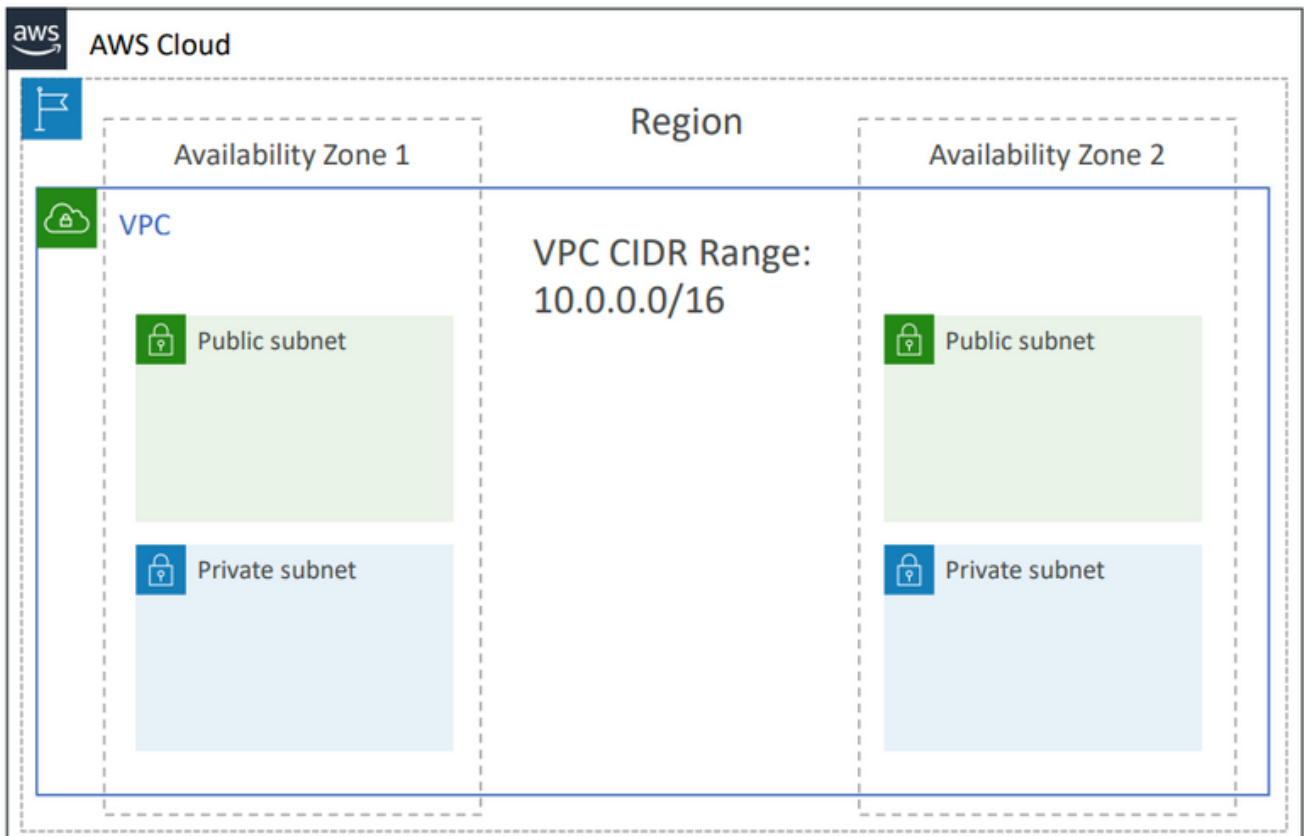 aws
AWS Cloud
Region
Availability Zone 1
Availability Zone 2
VPC
VPC CIDR Range:
10.0.0.0/16
Public subnet
Public subnet
Private subnet
Private subnet